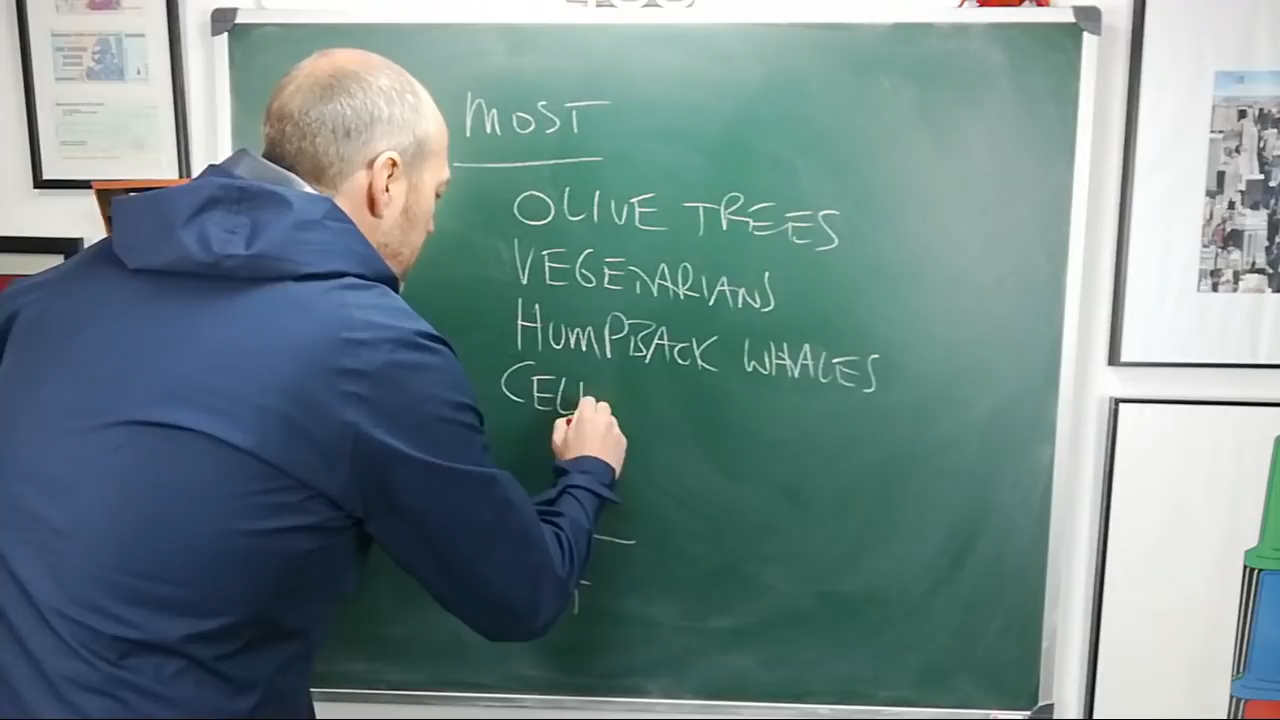 MOST
OLIVE TREES
VEGETARIANS
HUMPBACK WHALES
CELL